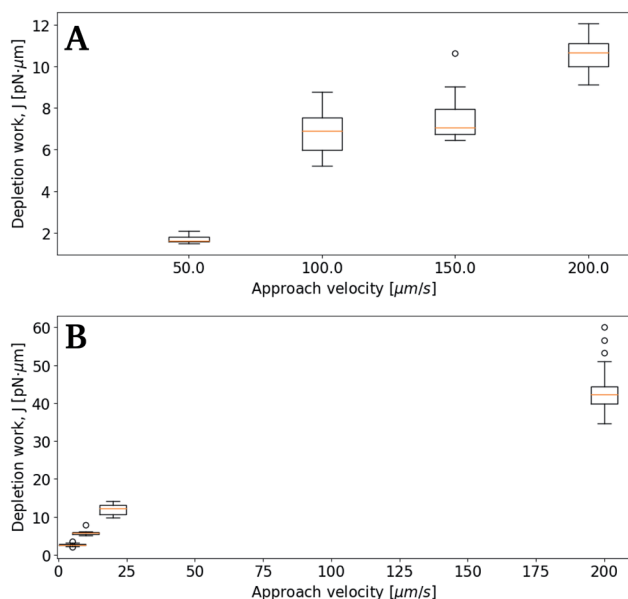 A
12
10
8
6
4
2
Depletion work, J [pN·µm]
50.0 100.0 150.0 200.0
Approach velocity [µm/s]
B
60
50
40
30
20
10
0
Depletion work, J [pN·µm]
0 25 50 75 100 125 150 175 200
Approach velocity [µm/s]